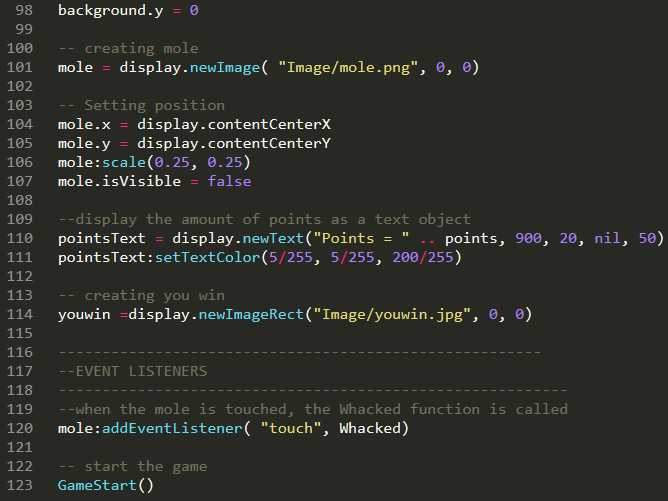 98 background.y = 0
99
100 -- creating mole
101 mole = display.newImage( "Image/mole.png", 0, 0)
102
103 -- Setting position
104 mole.x = display.contentCenterX
105 mole.y = display.contentCenterY
106 mole:scale(0.25, 0.25)
107 mole.isVisible = false
108
109 --display the amount of points as a text object
110 pointsText = display.newText("Points = " .. points, 900, 20, nil, 50)
111 pointsText:setTextColor(5/255, 5/255, 200/255)
112
113 -- creating you win
114 youwin =display.newImageRect("Image/youwin.jpg", 0, 0)
115
116 -------------------------------------------------------
117 --EVENT LISTENERS
118 ----------------------------------------------------------
119 --when the mole is touched, the Whacked function is called
120 mole:addEventListener( "touch", Whacked)
121
122 -- start the game
123 GameStart()